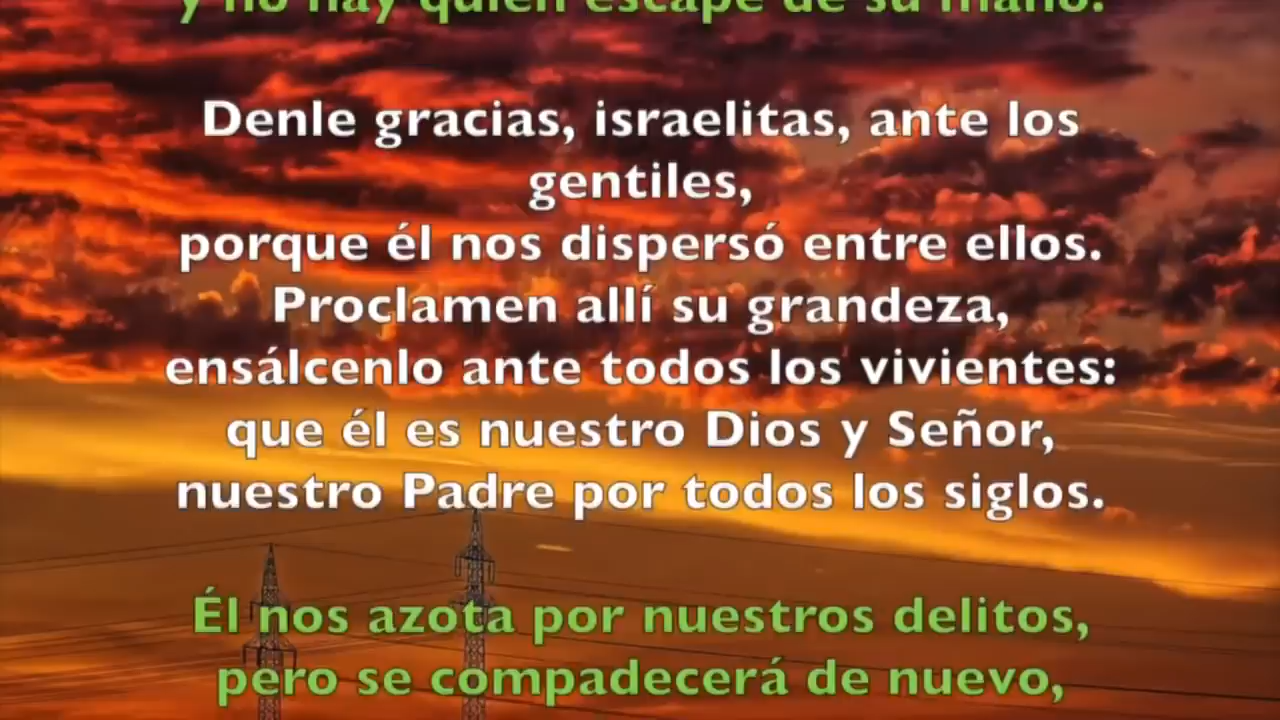 y no hay quien escape de su mano.
Denle gracias, israelitas, ante los
gentiles,
porque él nos dispersó entre ellos.
Proclamen allí su grandeza,
ensálcenlo ante todos los vivientes:
que él es nuestro Dios y Señor,
nuestro Padre por todos los siglos.
Él nos azota por nuestros delitos,
pero se compadecerá de nuevo,